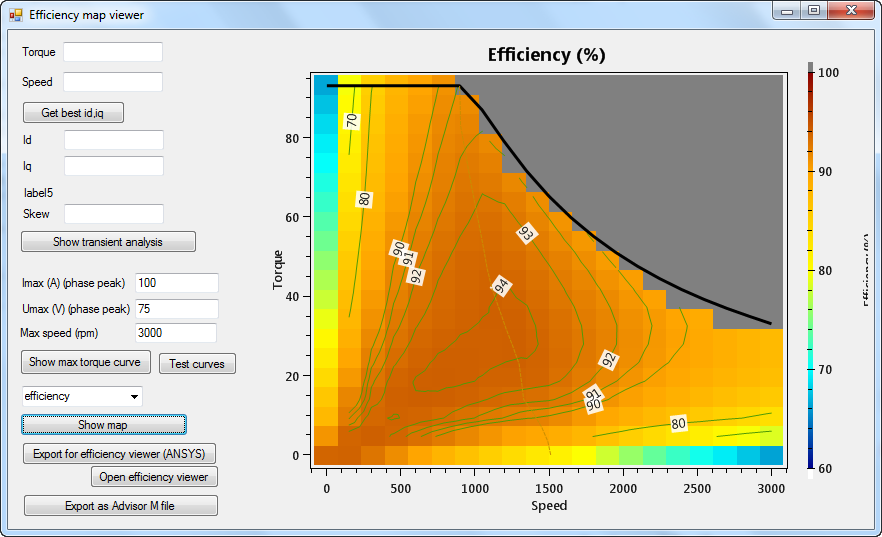 Efficiency map viewer
Torque
Speed
Get best id,iq
Id
Iq
label5
Skew
Show transient analysis
Imax (A) (phase peak) 100
Umax (V) (phase peak) 75
Max speed (rpm) 3000
Show max torque curve Test curves
efficiency
Show map
Export for efficiency viewer (ANSYS)
Open efficiency viewer
Export as Advisor M file
Efficiency (%)
Torque
80
60
40
20
0
70
80
90
91
92
93
94
92
91
90
80
0 500 1000 1500 2000 2500 3000
Speed
100
90
80
70
60
Efficiency (%)